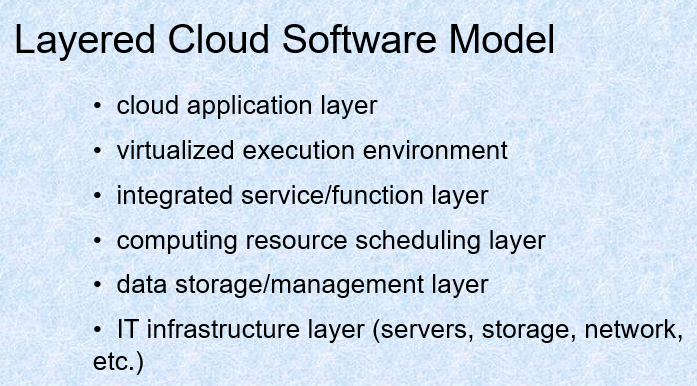 Layered Cloud Software Model
• cloud application layer
• virtualized execution environment
• integrated service/function layer
• computing resource scheduling layer
• data storage/management layer
• IT infrastructure layer (servers, storage, network,
etc.)